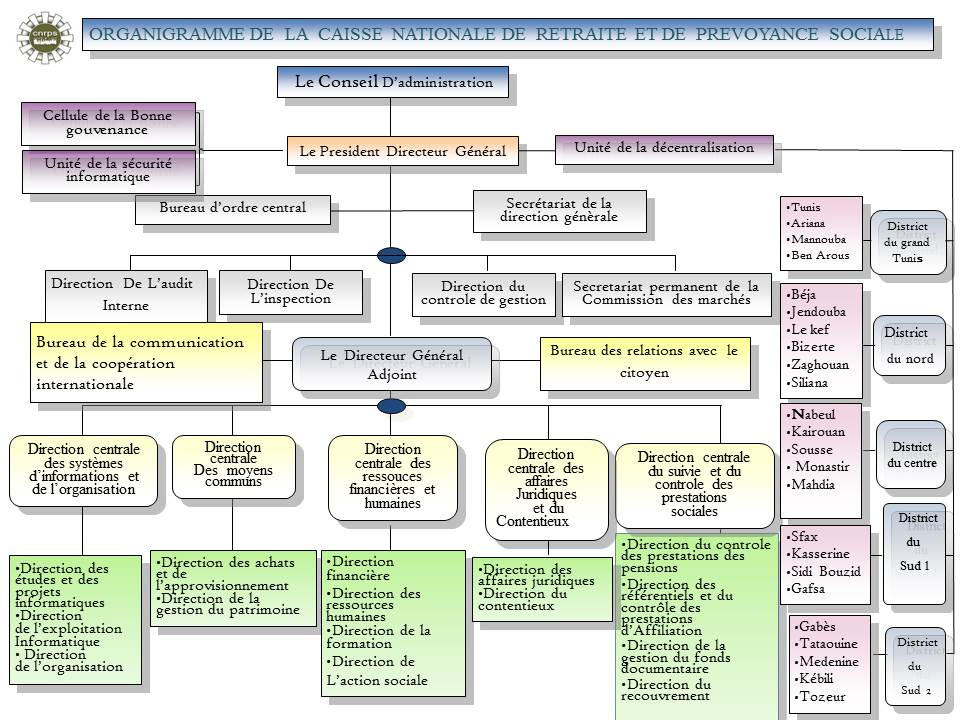 cnrps
ORGANIGRAMME DE LA CAISSE NATIONALE DE RETRAITE ET DE PREVOYANCE SOCIALE
Le Conseil D’administration
Cellule de la Bonne
gouvenance
Unité de la sécurité
informatique
Le President Directeur Général
Unité de la décentralisation
Bureau d’ordre central
Secrétariat de la
direction génèrale
Direction De L’audit
Interne
Direction De
L’inspection
Direction du
controle de gestion
Secretariat permanent de la
Commission des marchés
Bureau de la communication
et de la coopération
internationale
Le Directeur Général
Adjoint
Bureau des relations avec le
citoyen
Direction centrale
des systèmes
d’informations et
de l’organisation
Direction
centrale
Des moyens
communs
Direction
centrale des
ressouces
financières et
humaines
Direction
centrale des
affaires
Juridiques
et du
Contentieux
Direction centrale
du suivie et du
controle des
prestations
sociales
•Direction des
études et des
projets
informatiques
•Direction
de l’exploitation
Informatique
• Direction
de l’organisation
•Direction des achats
et de
l’approvisionnement
•Direction de la
gestion du patrimoine
•Direction
financière
•Direction des
ressources
humaines
•Direction de la
formation
•Direction de
L’action sociale
•Direction des
affaires juridiques
•Direction du
contentieux
•Direction du controle
des prestations des
pensions
•Direction des
référentiels et du
contrôle des
prestations
d’Affiliation
•Direction de la
gestion du fonds
documentaire
•Direction du
recouvrement
•Tunis
•Ariana
•Mannouba
•Ben Arous
District
du grand
Tunis
•Béja
•Jendouba
•Le kef
•Bizerte
•Zaghouan
•Siliana
District
du nord
•Nabeul
•Kairouan
•Sousse
• Monastir
•Mahdia
District
du centre
•Sfax
•Kasserine
•Sidi Bouzid
•Gafsa
District
du
Sud 1
•Gabès
•Tataouine
•Medenine
•Kébili
•Tozeur
District
du
Sud 2